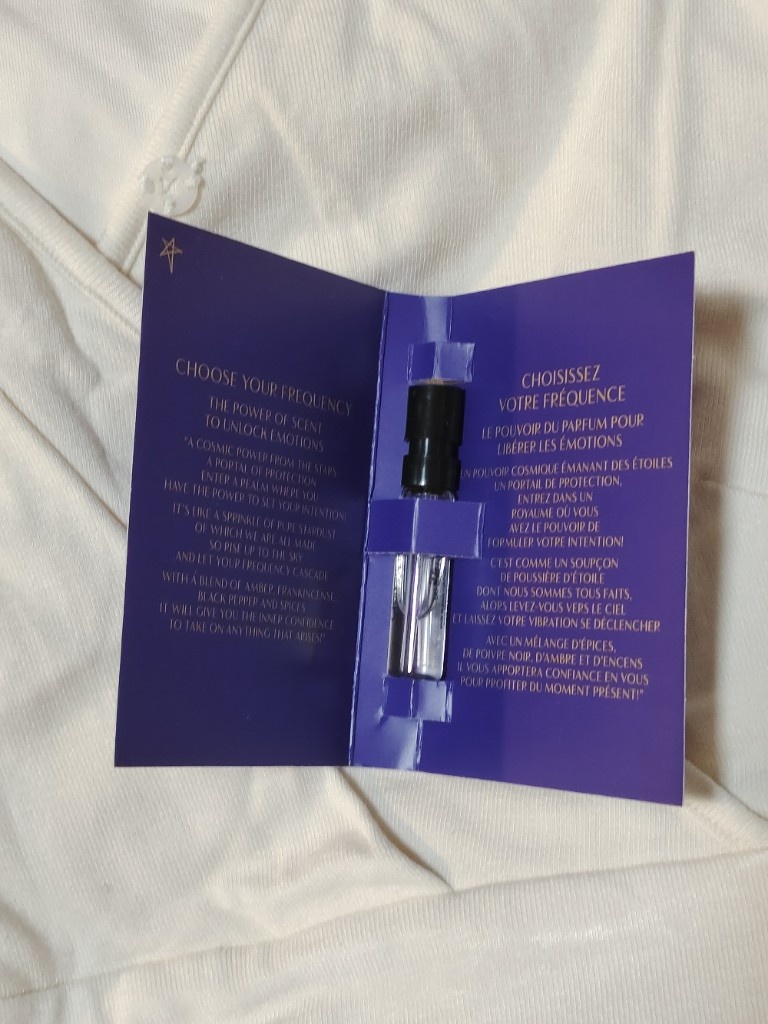 CHOOSE YOUR FREQUENCY
THE POWER OF SCENT
TO UNLOCK EMOTIONS
"A COSMIC POWER FROM THE STARS
A PORTAL OF PROTECTION
ENTER A REALM WHERE YOU
HAVE THE POWER TO SET YOUR INTENTION!
IT'S LIKE A SPRINKLE OF PURE STARDUST
OF WHICH WE ARE ALL MADE
SO RISE UP TO THE SKY
AND LET YOUR FREQUENCY CASCADE
WITH A BLEND OF AMBER, FRANKINCENSE,
BLACK PEPPER AND SPICES
IT WILL GIVE YOU THE INNER CONFIDENCE
TO TAKE ON ANYTHING THAT ARISES!"
CHOISISSEZ
VOTRE FRÉQUENCE
LE POUVOIR DU PARFUM POUR
LIBÉRER LES ÉMOTIONS
UN POUVOIR COSMIQUE ÉMANANT DES ÉTOILES
UN PORTAIL DE PROTECTION,
ENTREZ DANS UN
ROYAUME OÙ VOUS
AVEZ LE POUVOIR DE
FORMULER VOTRE INTENTION!
C'EST COMME UN SOUPÇON
DE POUSSIÈRE D'ÉTOILE
DONT NOUS SOMMES TOUS FAITS,
ALORS LEVEZ-VOUS VERS LE CIEL
ET LAISSEZ VOTRE VIBRATION SE DÉCLENCHER.
AVEC UN MÉLANGE D'ÉPICES,
DE POIVRE NOIR, D'AMBRE ET D'ENCENS
IL VOUS APPORTERA CONFIANCE EN VOUS
POUR PROFITER DU MOMENT PRÉSENT!"